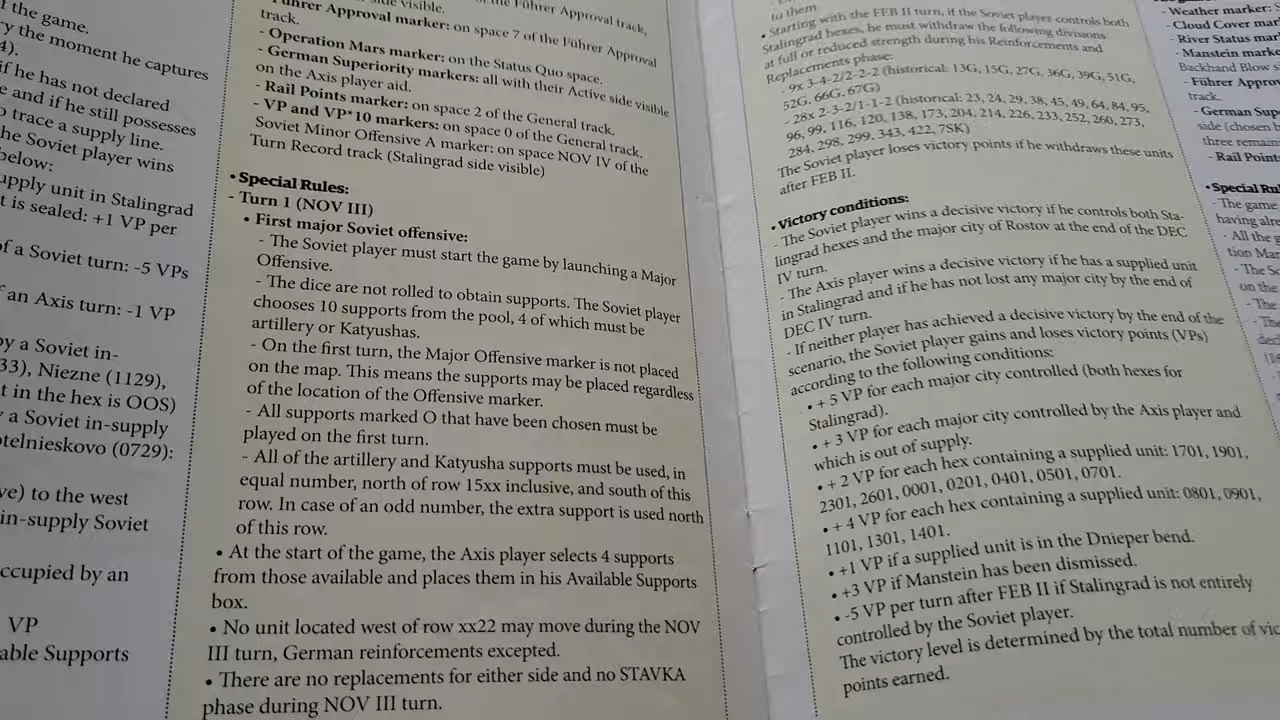 the game.
y the moment he captures
4).
if he has not declared
e and if he still possesses
o trace a supply line.
he Soviet player wins
below:
upply unit in Stalingrad
t is sealed: +1 VP per
of a Soviet turn: -5 VPs
an Axis turn: -1 VP
by a Soviet in-
33), Niezne (1129),
t in the hex is OOS)
a Soviet in-supply
otelnieskovo (0729):
ve) to the west
in-supply Soviet
ccupied by an
VP
able Supports
side visible.
the Führer Approval track,
Führer Approval marker: on space 7 of the Führer Approval
track.
- Operation Mars marker: on the Status Quo space.
- German Superiority markers: all with their Active side visible
on the Axis player aid.
- Rail Points marker: on space 2 of the General track.
- VP and VP*10 markers: on space 0 of the General track.
Soviet Minor Offensive A marker: on space NOV IV of the
Turn Record track (Stalingrad side visible)
• Special Rules:
- Turn 1 (NOV III)
• First major Soviet offensive:
- The Soviet player must start the game by launching a Major
Offensive.
- The dice are not rolled to obtain supports. The Soviet player
chooses 10 supports from the pool, 4 of which must be
artillery or Katyushas.
- On the first turn, the Major Offensive marker is not placed
on the map. This means the supports may be placed regardless
of the location of the Offensive marker.
- All supports marked O that have been chosen must be
played on the first turn.
- All of the artillery and Katyusha supports must be used, in
equal number, north of row 15xx inclusive, and south of this
row. In case of an odd number, the extra support is used north
of this row.
• At the start of the game, the Axis player selects 4 supports
from those available and places them in his Available Supports
box.
• No unit located west of row xx22 may move during the NOV
III turn, German reinforcements excepted.
• There are no replacements for either side and no STAVKA
phase during NOV III turn.
to them
• Starting with the FEB II turn, if the Soviet player controls both
Stalingrad hexes, he must withdraw the following divisions
at full or reduced strength during his Reinforcements and
Replacements phase:
- 9x 3-4-2/2-2-2 (historical: 13G, 15G, 27G, 36G, 39G, 51G,
52G, 66G, 67G)
- 28x 2-3-2/1-1-2 (historical: 23, 24, 29, 38, 45, 49, 64, 84, 95,
96, 99, 116, 120, 138, 173, 204, 214, 226, 233, 252, 260, 273,
284, 298, 299, 343, 422, 7SK)
The Soviet player loses victory points if he withdraws these units
after FEB II.
• Victory conditions:
- The Soviet player wins a decisive victory if he controls both Sta-
lingrad hexes and the major city of Rostov at the end of the DEC
IV turn.
- The Axis player wins a decisive victory if he has a supplied unit
in Stalingrad and if he has not lost any major city by the end of
DEC IV turn.
- If neither player has achieved a decisive victory by the end of the
scenario, the Soviet player gains and loses victory points (VPs)
according to the following conditions:
• + 5 VP for each major city controlled (both hexes for
Stalingrad).
• + 3 VP for each major city controlled by the Axis player and
which is out of supply.
• + 2 VP for each hex containing a supplied unit: 1701, 1901,
2301, 2601, 0001, 0201, 0401, 0501, 0701.
• + 4 VP for each hex containing a supplied unit: 0801, 0901,
1101, 1301, 1401.
• +1 VP if a supplied unit is in the Dnieper bend.
• +3 VP if Manstein has been dismissed.
• -5 VP per turn after FEB II if Stalingrad is not entirely
controlled by the Soviet player.
The victory level is determined by the total number of vic
points earned.
- Weather marker: S
- Cloud Cover mar
- River Status mar
- Manstein mark
Backhand Blow s
- Führer Appro
track.
- German Sup
side (chosen b
three remain
- Rail Point
• Special Ru
- The game
having alre
- All the g
tion Mar
- The So
on the
- The